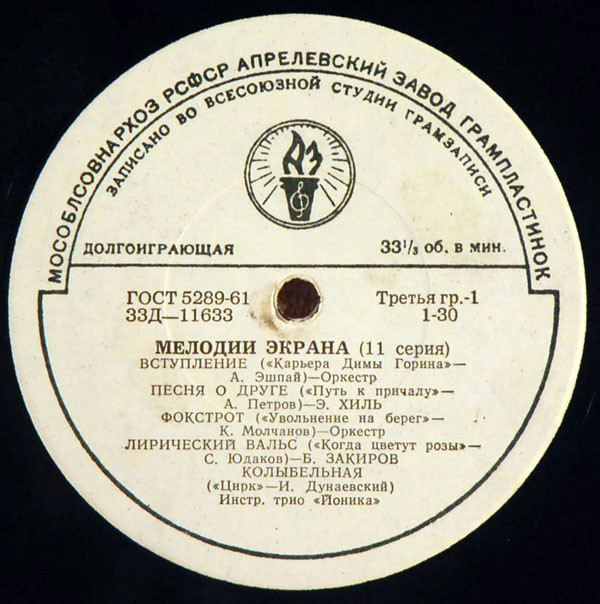 МОСОБЛСОВНАРХОЗ РСФСР АПРЕЛЕВСКИЙ ЗАВОД ГРАМПЛАСТИНОК
ЗАПИСАНО ВО ВСЕСОЮЗНОЙ СТУДИИ ГРАМЗАПИСИ
АЗ
ДОЛГОИГРАЮЩАЯ 33 1/3 об. в мин.
ГОСТ 5289-61 Третья гр.-1
33Д—11633 1-30
МЕЛОДИИ ЭКРАНА (11 серия)
ВСТУПЛЕНИЕ («Карьера Димы Горина»—
А. Эшпай)—Оркестр
ПЕСНЯ О ДРУГЕ («Путь к причалу»—
А. Петров)—Э. ХИЛЬ
ФОКСТРОТ («Увольнение на берег»—
К. Молчанов)—Оркестр
ЛИРИЧЕСКИЙ ВАЛЬС («Когда цветут розы»—
С. Юдаков)—Б. ЗАКИРОВ
КОЛЫБЕЛЬНАЯ
(«Цирк»—И. Дунаевский)
Инстр. трио «Йоника»